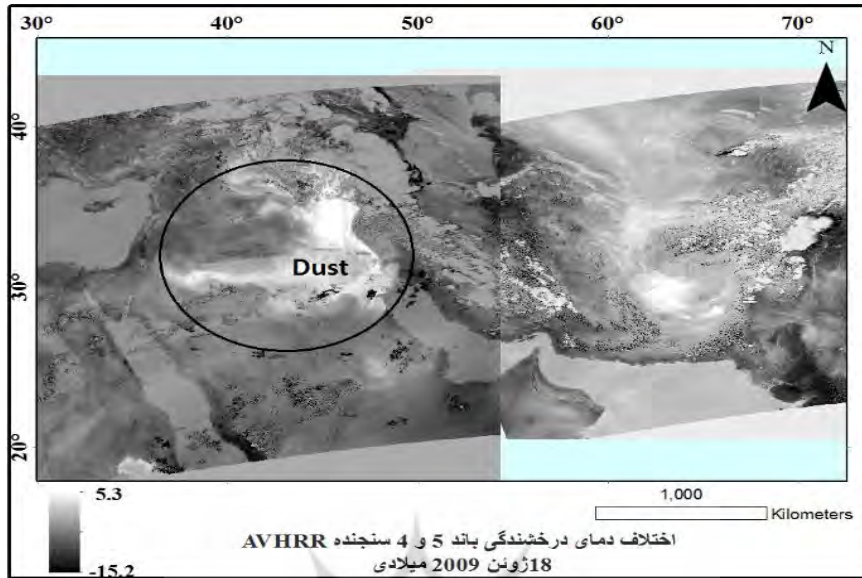 30° 40° 50° 60° 70°
N
40°
Dust
30°
20°
5.3
-15.2
1,000
Kilometers
اختلاف دمای درخشندگی باند 5 و 4 سنجنده AVHRR
18ژوئن 2009 میلادی